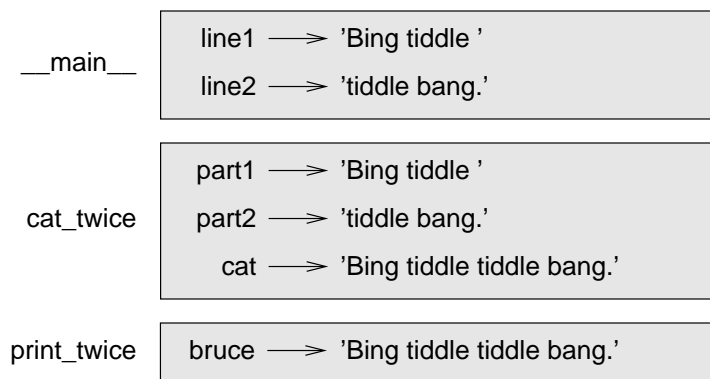 __main__
line1 ’Bing tiddle ’
line2 ’tiddle bang.’
cat_twice
part1 ’Bing tiddle ’
part2 ’tiddle bang.’
cat ’Bing tiddle tiddle bang.’
print_twice
bruce ’Bing tiddle tiddle bang.’